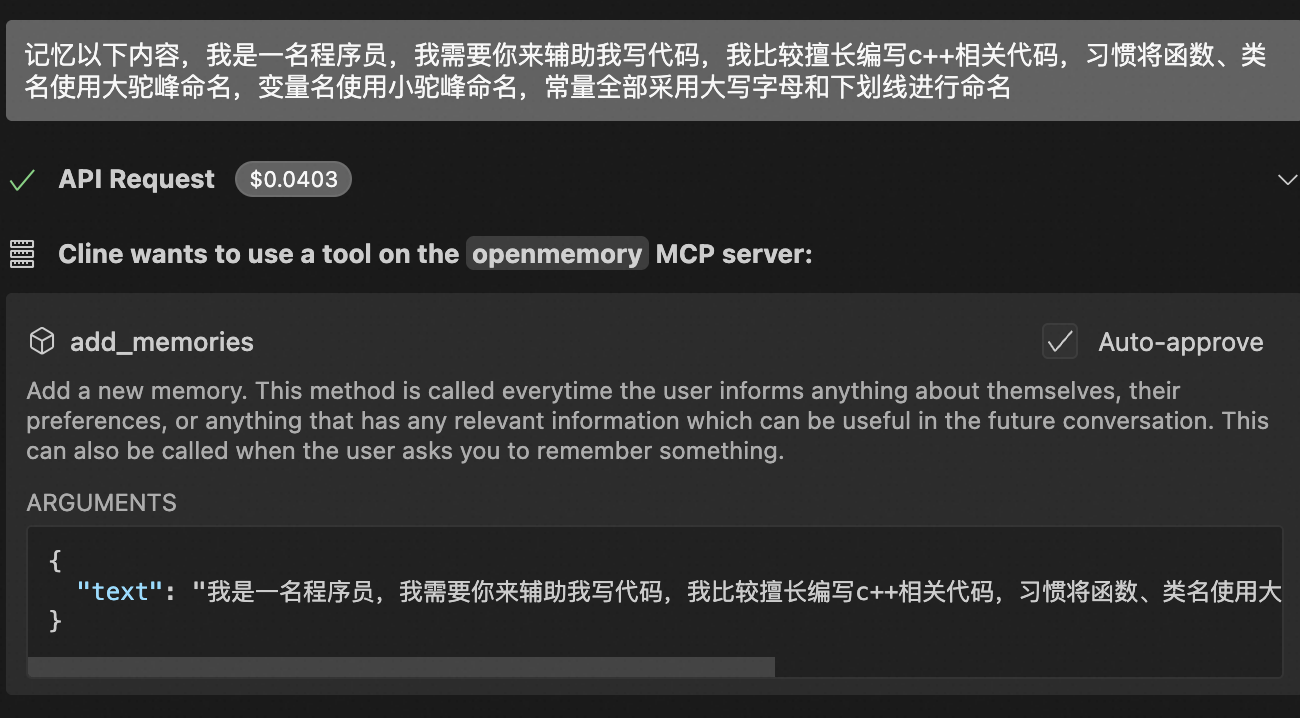 记忆以下内容，我是一名程序员，我需要你来辅助我写代码，我比较擅长编写c++相关代码，习惯将函数、类
名使用大驼峰命名，变量名使用小驼峰命名，常量全部采用大写字母和下划线进行命名
API Request $0.0403
Cline wants to use a tool on the openmemory MCP server:
add_memories Auto-approve
Add a new memory. This method is called everytime the user informs anything about themselves, their
preferences, or anything that has any relevant information which can be useful in the future conversation. This
can also be called when the user asks you to remember something.
ARGUMENTS
{
"text": "我是一名程序员，我需要你来辅助我写代码，我比较擅长编写c++相关代码，习惯将函数、类名使用大
}